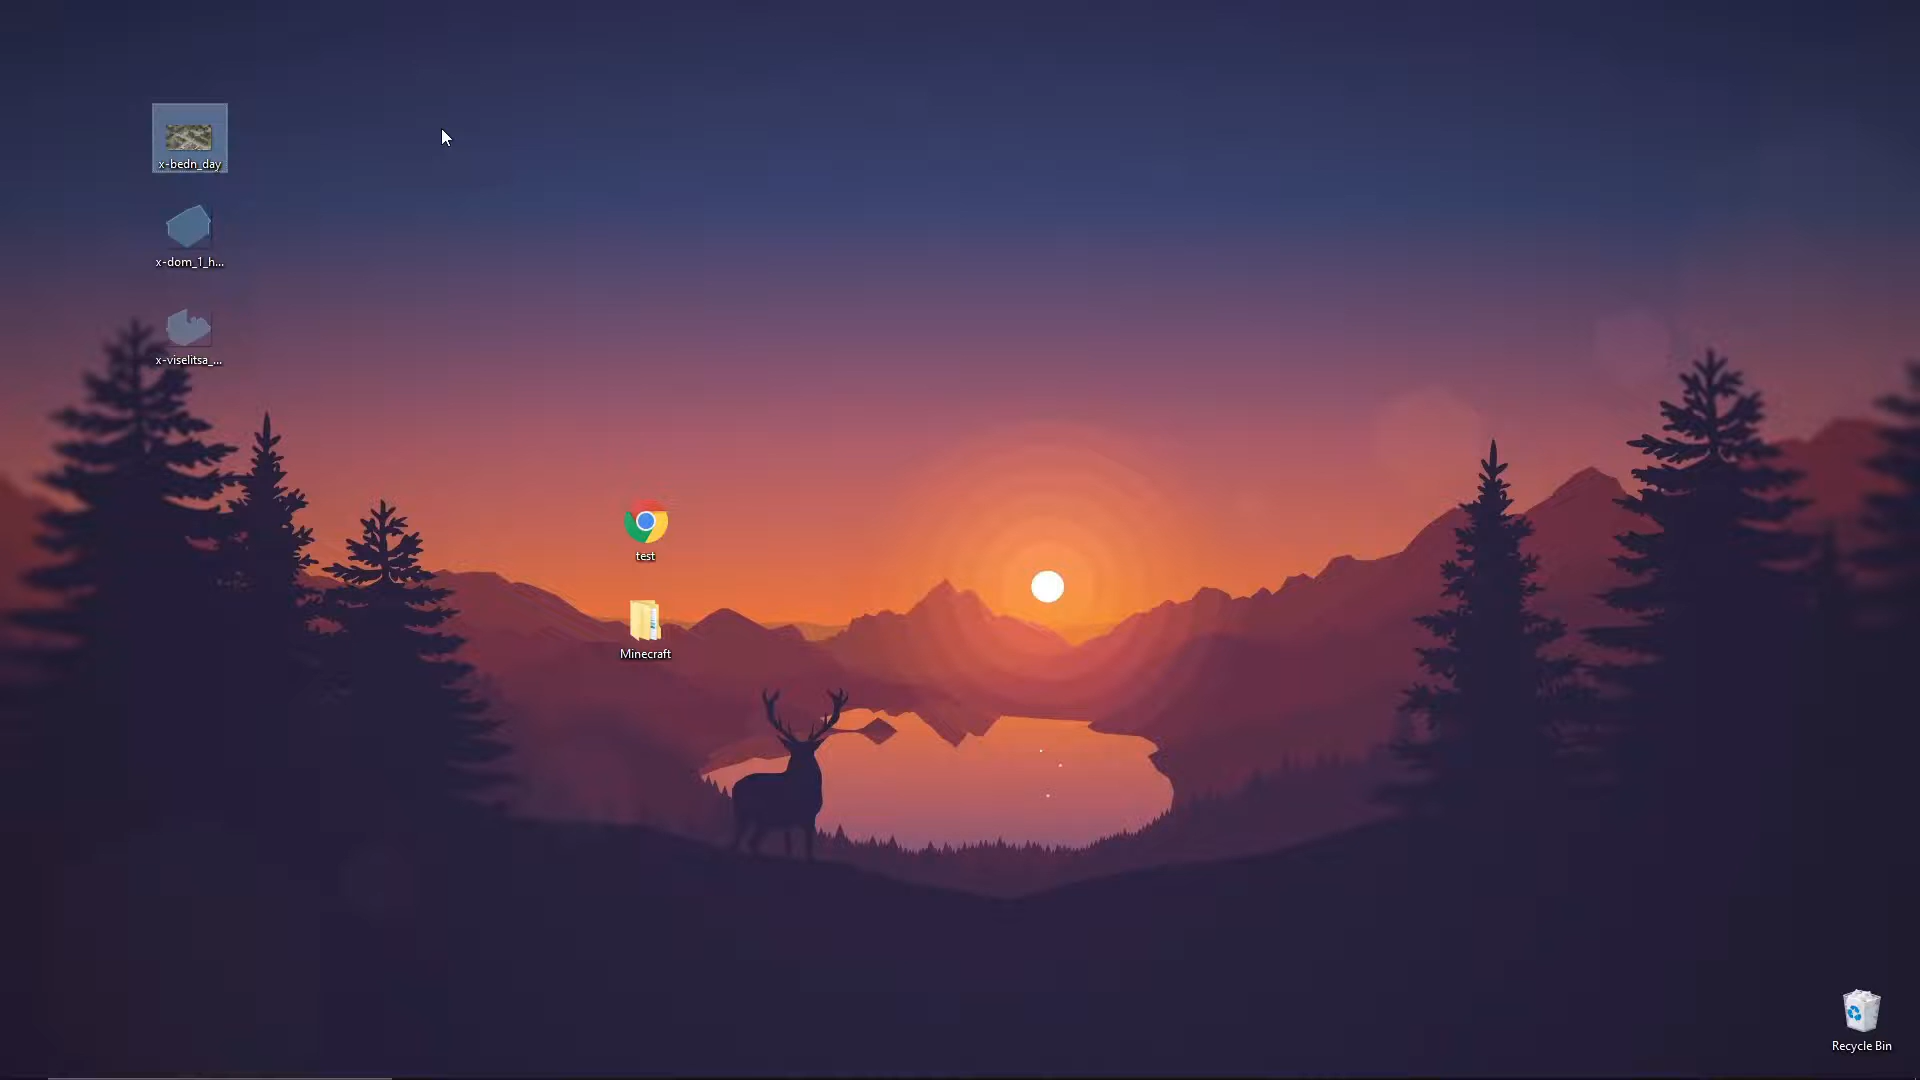 x-bedn_day
x-dom_1_h...
x-viselitsa_...
test
Minecraft
Recycle Bin